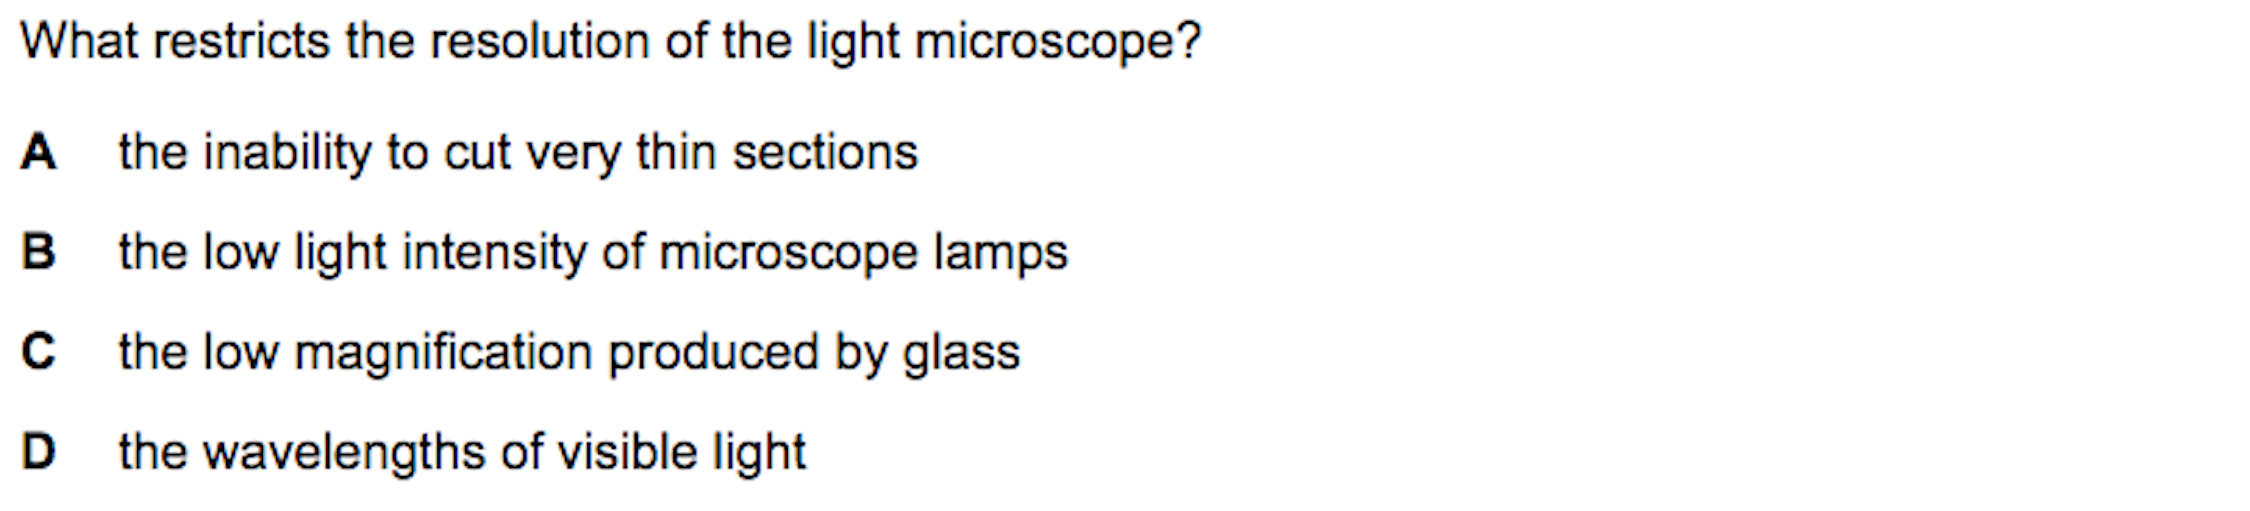 What restricts the resolution of the light microscope?
A the inability to cut very thin sections
B the low light intensity of microscope lamps
C the low magnification produced by glass
D the wavelengths of visible light